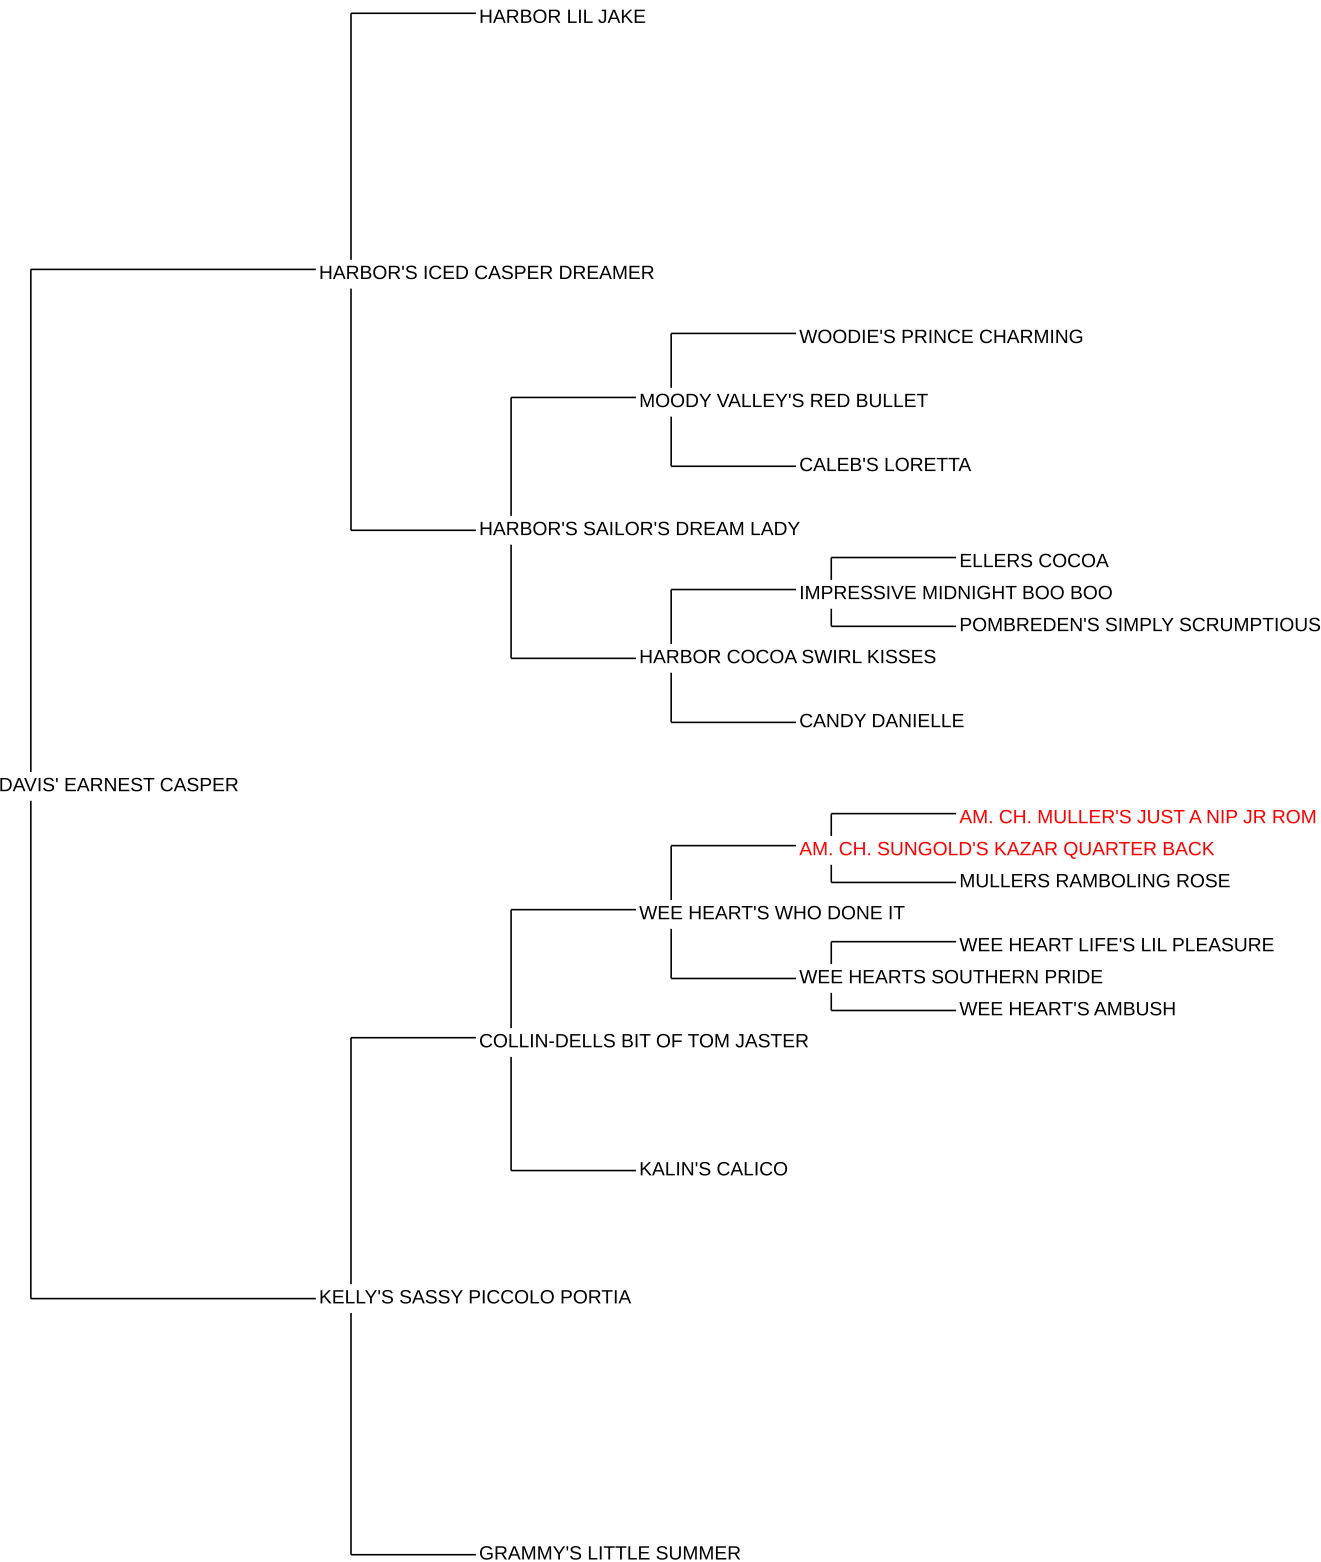 HARBOR LIL JAKE
HARBOR'S ICED CASPER DREAMER
WOODIE'S PRINCE CHARMING
MOODY VALLEY'S RED BULLET
CALEB'S LORETTA
HARBOR'S SAILOR'S DREAM LADY
ELLERS COCOA
IMPRESSIVE MIDNIGHT BOO BOO
POMBREDEN'S SIMPLY SCRUMPTIOUS
HARBOR COCOA SWIRL KISSES
CANDY DANIELLE
DAVIS' EARNEST CASPER
AM. CH. MULLER'S JUST A NIP JR ROM
AM. CH. SUNGOLD'S KAZAR QUARTER BACK
MULLERS RAMBOLING ROSE
WEE HEART'S WHO DONE IT
WEE HEART LIFE'S LIL PLEASURE
WEE HEARTS SOUTHERN PRIDE
WEE HEART'S AMBUSH
COLLIN-DELLS BIT OF TOM JASTER
KALIN'S CALICO
KELLY'S SASSY PICCOLO PORTIA
GRAMMY'S LITTLE SUMMER